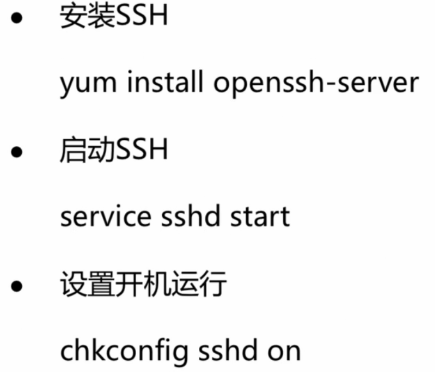 • 安装SSH
yum install openssh-server
• 启动SSH
service sshd start
• 设置开机运行
chkconfig sshd on